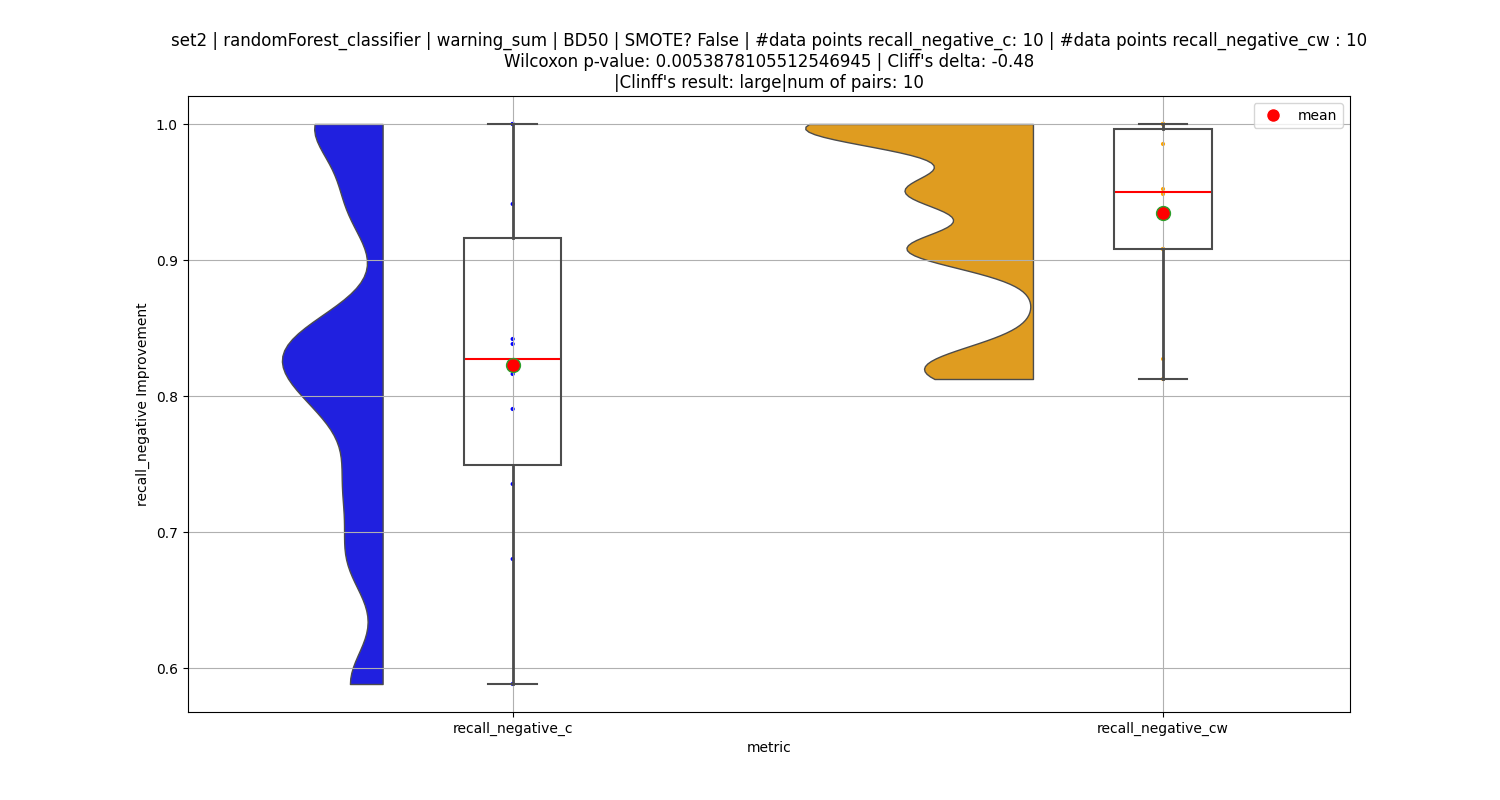 set2 | randomForest_classifier | warning_sum | BD50 | SMOTE? False | #data points recall_negative_c: 10 | #data points recall_negative_cw : 10
Wilcoxon p-value: 0.0053878105512546945 | Cliff's delta: -0.48
|Clinff's result: large|num of pairs: 10
mean
1.0
0.9
0.8
0.7
0.6
recall_negative Improvement
recall_negative_c
recall_negative_cw
metric